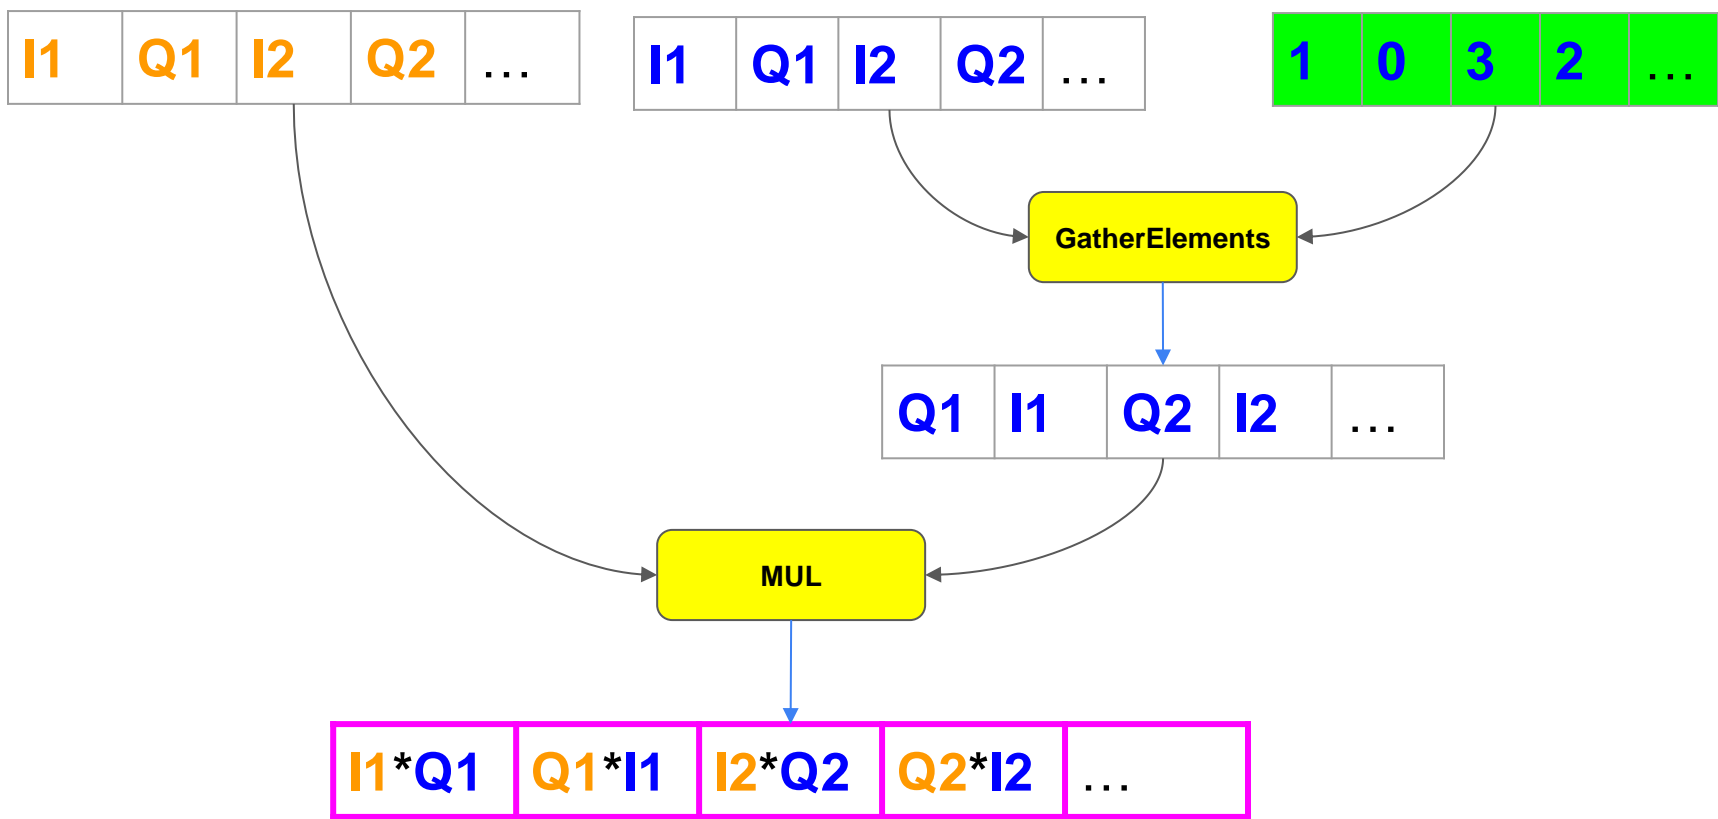 I1 Q1 I2 Q2 ...
I1 Q1 I2 Q2 ...
1 0 3 2 ...
GatherElements
Q1 I1 Q2 I2 ...
MUL
I1*Q1 Q1*I1 I2*Q2 Q2*I2 ...